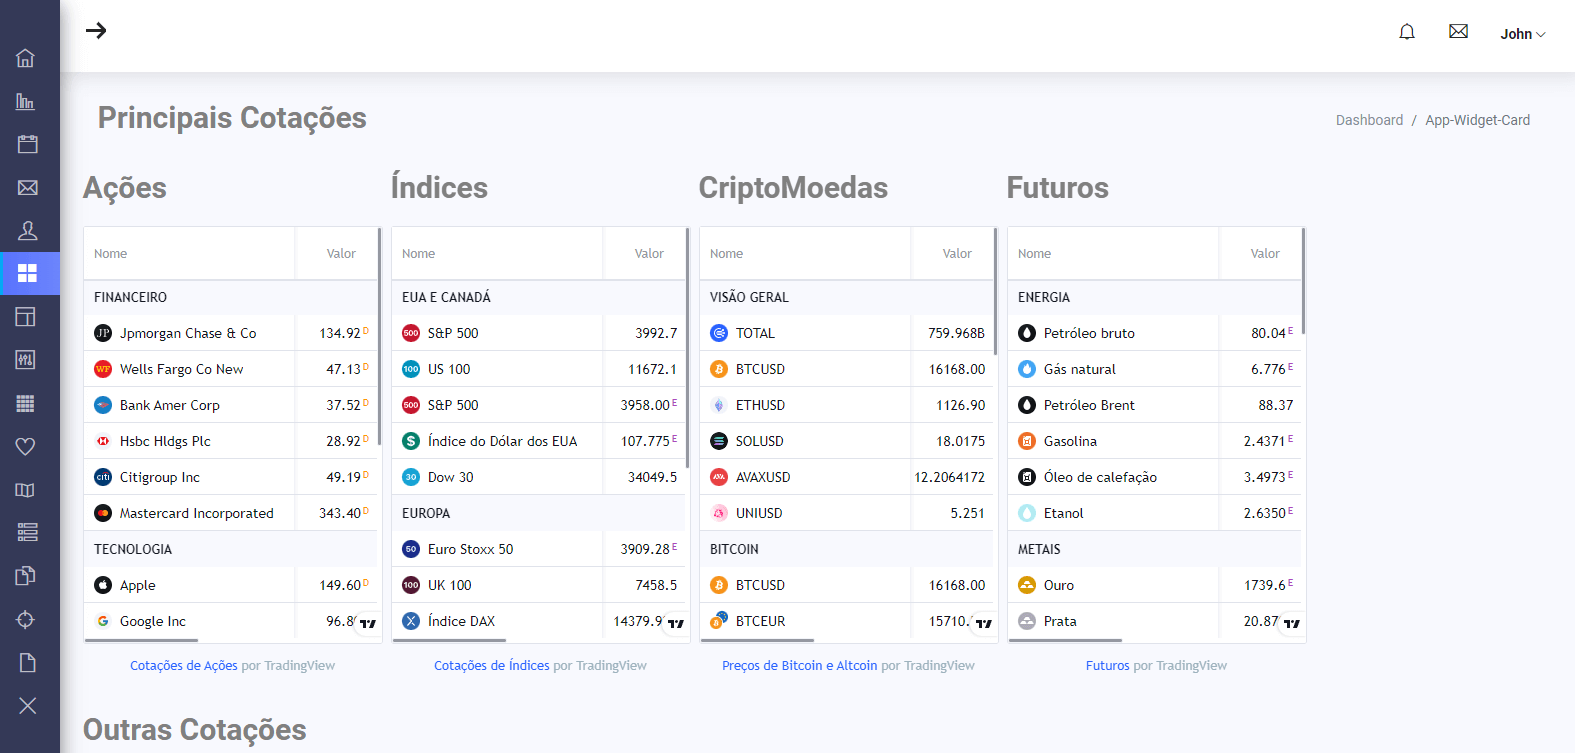 John
Principais Cotações
Dashboard / App-Widget-Card
Ações
Nome Valor
FINANCEIRO
JP Jpmorgan Chase & Co 134.92 D
WF Wells Fargo Co New 47.13 D
Bank Amer Corp 37.52 D
Hsbc Hldgs Plc 28.92 D
citi Citigroup Inc 49.19 D
Mastercard Incorporated 343.40 D
TECNOLOGIA
Apple 149.60 D
G Google Inc 96.8
Cotações de Ações por TradingView
Índices
Nome Valor
EUA E CANADÁ
500 S&P 500 3992.7
100 US 100 11672.1
500 S&P 500 3958.00 E
$ Índice do Dólar dos EUA 107.775 E
30 Dow 30 34049.5
EUROPA
50 Euro Stoxx 50 3909.28 E
100 UK 100 7458.5
X Índice DAX 14379.9
Cotações de Índices por TradingView
CriptoMoedas
Nome Valor
VISÃO GERAL
TOTAL 759.968B
BTCUSD 16168.00
ETHUSD 1126.90
SOLUSD 18.0175
AVAXUSD 12.2064172
UNIUSD 5.251
BITCOIN
BTCUSD 16168.00
BTCEUR 15710.
Preços de Bitcoin e Altcoin por TradingView
Futuros
Nome Valor
ENERGIA
Petróleo bruto 80.04 E
Gás natural 6.776 E
Petróleo Brent 88.37
Gasolina 2.4371 E
Óleo de calefação 3.4973 E
Etanol 2.6350 E
METAIS
Ouro 1739.6 E
Prata 20.87
Futuros por TradingView
Outras Cotações